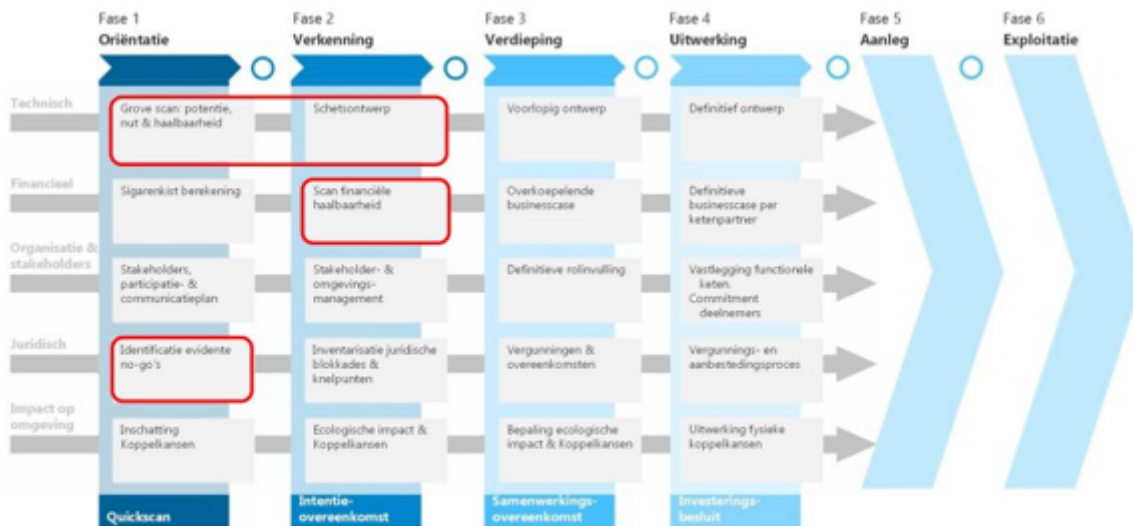 Fase 1
Oriëntatie
Fase 2
Verkenning
Fase 3
Verdieping
Fase 4
Uitwerking
Fase 5
Aanleg
Fase 6
Exploitatie
Technisch
Grove scan: potentie,
nut & haalbaarheid
Schetsontwerp
Voorlopig ontwerp
Definitief ontwerp
Financieel
Sigarenkist berekening
Scan financiële
haalbaarheid
Overkoepelende
businesscase
Definitieve
businesscase per
ketenpartner
Organisatie &
stakeholders
Stakeholders,
participatie- &
communicatieplan
Stakeholder- &
omgevings-
management
Definitieve rolinvulling
Vastlegging functionele
keten.
Commitment
deelnemers
Juridisch
Identificatie evidente
no-go's
Inventarisatie juridische
blokkades &
knelpunten
Vergunningen &
overeenkomsten
Vergunnings- en
aanbestedingsproces
Impact op
omgeving
Inschatting
Koppelkansen
Ecologische impact &
Koppelkansen
Bepaling ecologische
impact & Koppelkansen
Uitwerking fysieke
koppelkansen
Quickscan
Intentie-
overeenkomst
Samenwerkings-
overeenkomst
Investerings-
besluit